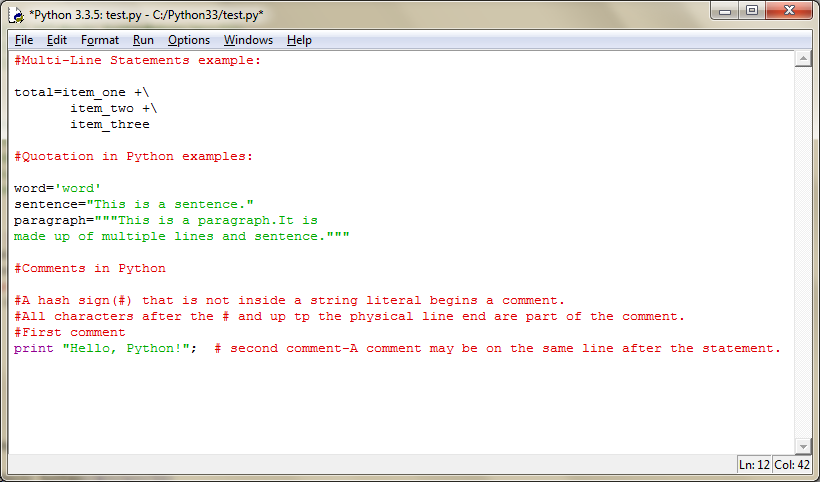 *Python 3.3.5: test.py - C:/Python33/test.py*
File Edit Format Run Options Windows Help
#Multi-Line Statements example:
total=item_one +\
item_two +\
item_three
#Quotation in Python examples:
word='word'
sentence="This is a sentence."
paragraph="""This is a paragraph.It is
made up of multiple lines and sentence."""
#Comments in Python
#A hash sign(#) that is not inside a string literal begins a comment.
#All characters after the # and up tp the physical line end are part of the comment.
#First comment
print "Hello, Python!";  # second comment-A comment may be on the same line after the statement.
Ln: 12 Col: 42